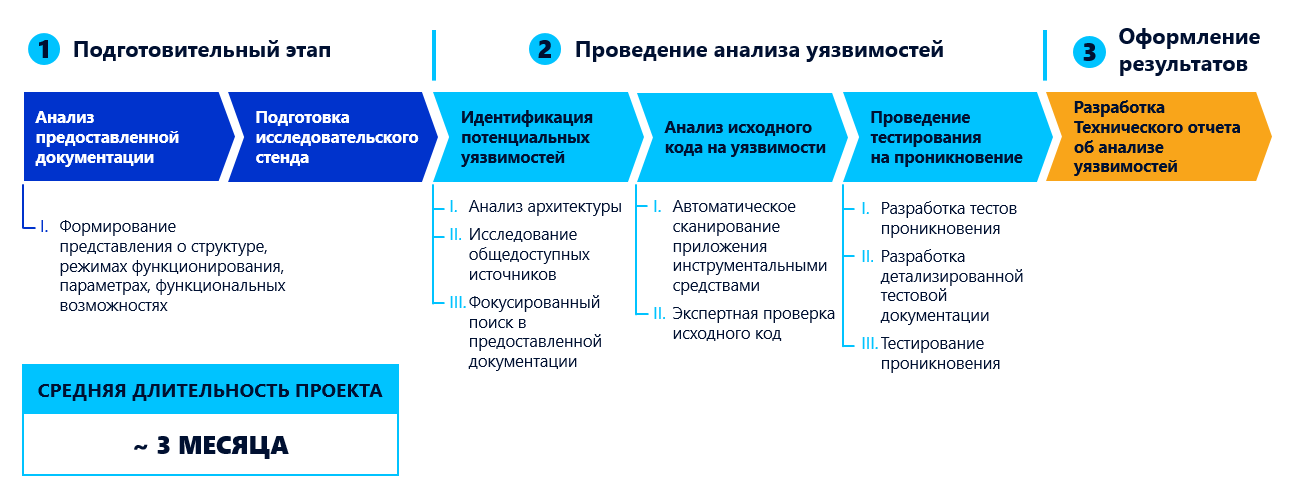 1 Подготовительный этап
2 Проведение анализа уязвимостей
3 Оформление
результатов
Анализ
предоставленной
документации
Подготовка
исследовательского
стенда
Идентификация
потенциальных
уязвимостей
Анализ исходного
кода на уязвимости
Проведение
тестирования
на проникновение
Разработка
Технического отчета
об анализе
уязвимостей
I. Формирование
представления о структуре,
режимах функционирования,
параметрах, функциональных
возможностях
I. Анализ архитектуры
II. Исследование
общедоступных
источников
III. Фокусированный
поиск в
предоставленной
документации
I. Автоматическое
сканирование
приложения
инструментальными
средствами
II. Экспертная проверка
исходного код
I. Разработка тестов
проникновения
II. Разработка
детализированной
тестовой
документации
III. Тестирование
проникновения
СРЕДНЯЯ ДЛИТЕЛЬНОСТЬ ПРОЕКТА
~ 3 МЕСЯЦА